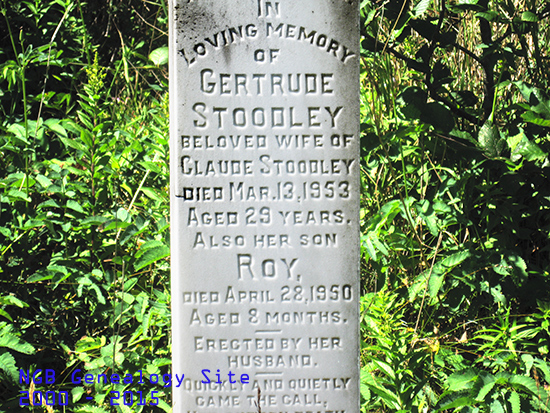 IN
LOVING MEMORY
OF
GERTRUDE
STOODLEY
BELOVED WIFE OF
CLAUDE STOODLEY
DIED MAR. 13, 1953
AGED 29 YEARS.
ALSO HER SON
ROY,
DIED APRIL 28, 1950
AGED 8 MONTHS.
ERECTED BY HER
HUSBAND.
AND QUIETLY
CAME THE CALL,
NGB Genealogy Site
2000 - 2015